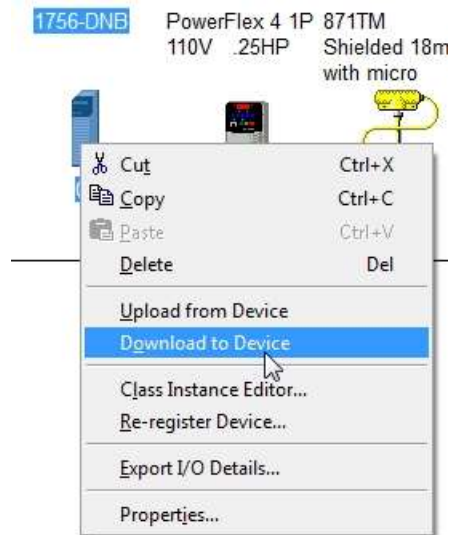 1756-DNB
PowerFlex 4 1P
110V .25HP
871TM
Shielded 18m
with micro
Cut Ctrl+X
Copy Ctrl+C
Paste Ctrl+V
Delete Del
Upload from Device
Download to Device
Class Instance Editor...
Re-register Device...
Export I/O Details...
Properties...